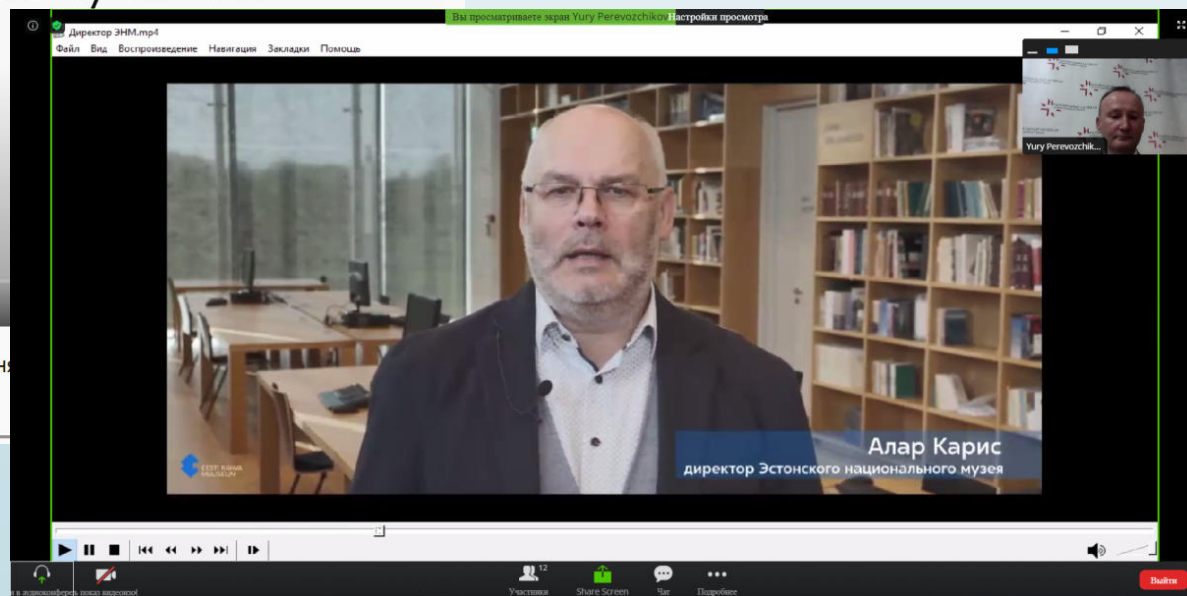 Вы просматриваете экран Yury Perevozchikov
Настройки просмотра
Директор ЭНМ.mp4
Файл Вид Воспроизведение Навигация Закладки Помощь
Yury Perevozchik...
Алар Карис
директор Эстонского национального музея
EESTI RAHVA
MUUSEUM
12
Участники
Share Screen
Чат
Подробнее
Выйти